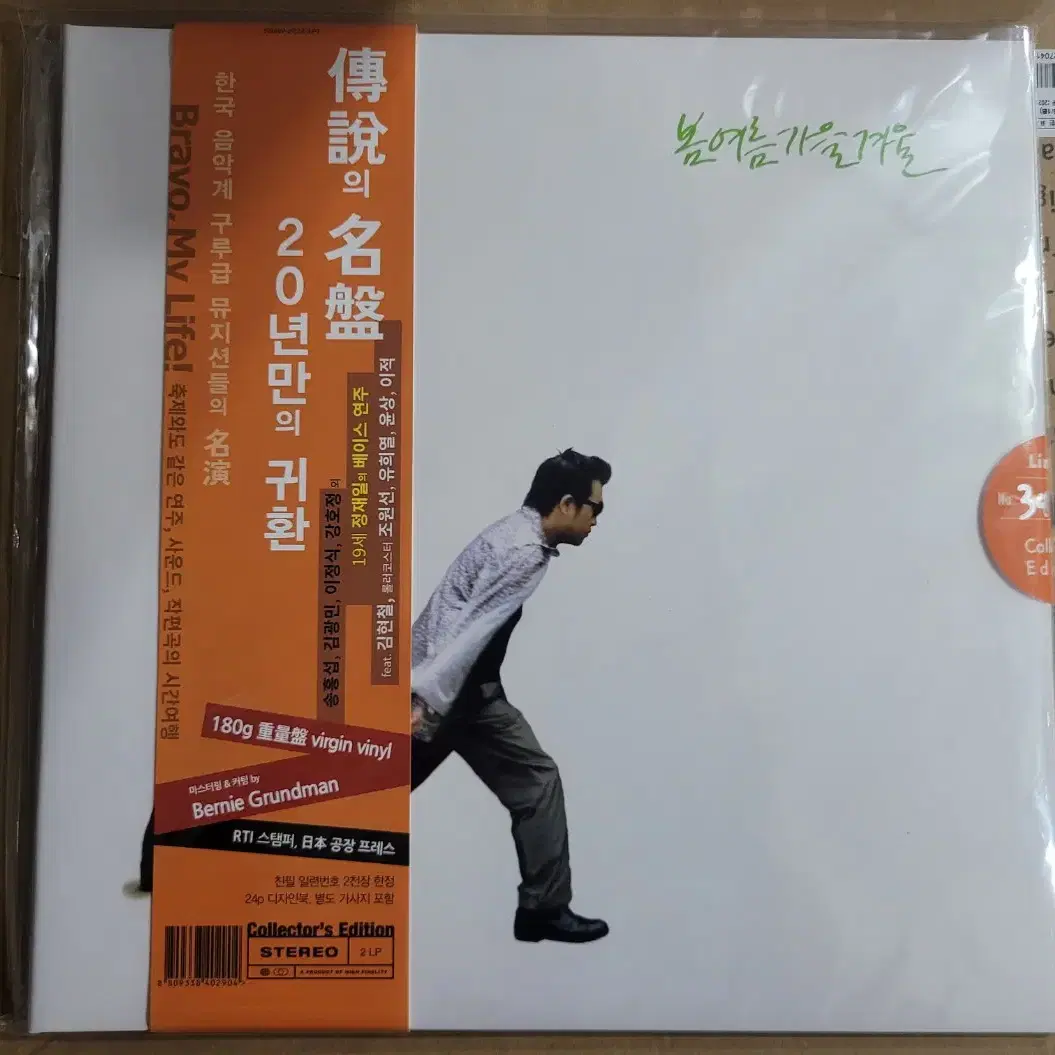 傳說의 名盤
20년만의 귀환
한국 음악계 구루급 뮤지션들의 名演
Bravo, My Life!
축제와도 같은 연주, 사운드, 작편곡의 시간여행
feat. 김현철, 롤러코스터 조원선, 유희열, 윤상, 이적
19세 정재일의 베이스 연주
송홍섭, 김광민, 이정식, 강호정 외
180g 重量盤 virgin vinyl
마스터링 & 커팅 by
Bernie Grundman
RTI 스탬퍼, 日本 공장 프레스
친필 일련번호 2천장 한정
24p 디자인북, 별도 가사지 포함
Collector's Edition
STEREO
2 LP
A PRODUCT OF HIGH FIDELITY
8809338402904
봄여름가을겨울